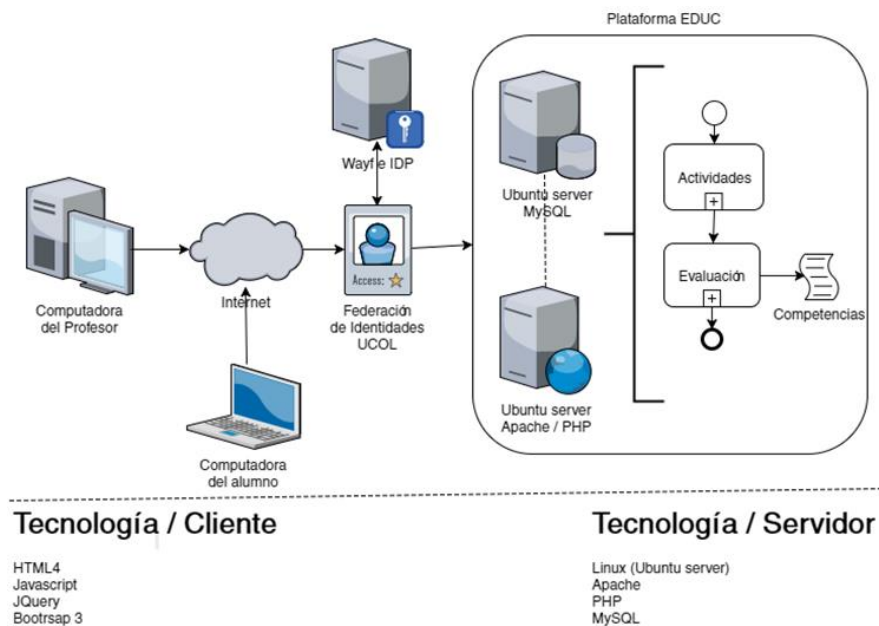 Plataforma EDUC
Wayf e IDP
Ubuntu server
MySQL
Actividades
+
Computadora
del Profesor
Internet
Access:
Federación
de Identidades
UCOL
Evaluación
+
Competencias
Ubuntu server
Apache / PHP
Computadora
del alumno
Tecnología / Cliente
HTML4
Javascript
JQuery
Bootrsap 3
Tecnología / Servidor
Linux (Ubuntu server)
Apache
PHP
MySQL